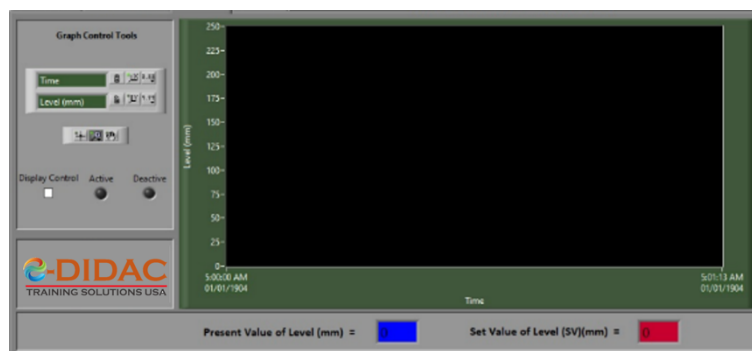 Graph Control Tools
Time
Level (mm)
Display Control Active Deactive
e-DIDAC
TRAINING SOLUTIONS USA
Level (mm)
250
225
200
175
150
125
100
75
50
25
0
5:00:00 AM
01/01/1904
5:01:13 AM
01/01/1904
Time
Present Value of Level (mm) = 0
Set Value of Level (SV)(mm) = 0